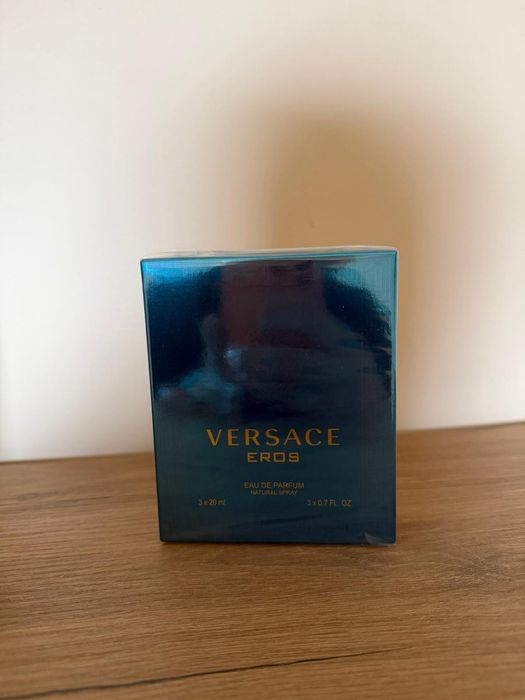 VERSACE
EROS
EAU DE PARFUM
NATURAL SPRAY
3 x 20 ml 3 x 0.7 FL. OZ